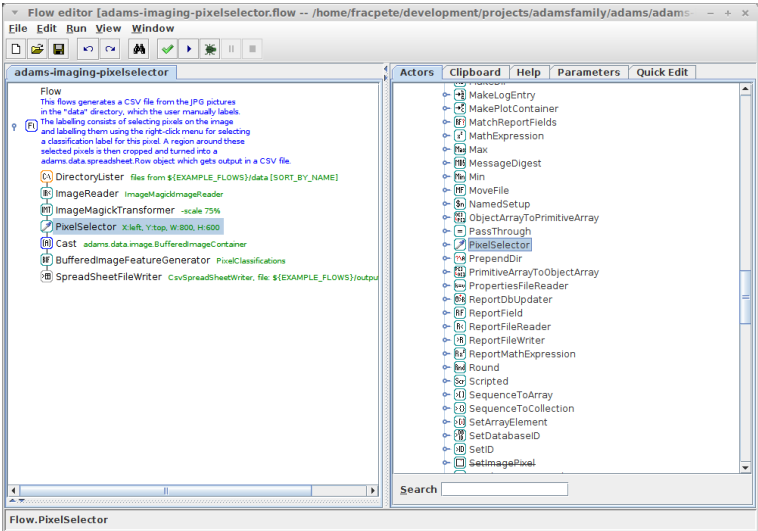 Flow editor [adams-imaging-pixelselector.flow -- /home/fracpete/development/projects/adamsfamily/adams/adams-
File Edit Run View Window
adams-imaging-pixelselector
Flow
This flows generates a CSV file from the JPG pictures
in the "data" directory, which the user manually labels.
The labelling consists of selecting pixels on the image
and labelling them using the right-click menu for selecting
a classification label for this pixel. A region around these
selected pixels is then cropped and turned into a
adams.data.spreadsheet.Row object which gets output in a CSV file.
DirectoryLister files from ${EXAMPLE_FLOWS}/data [SORT_BY_NAME]
ImageReader ImageMagickImageReader
ImageMagickTransformer -scale 75%
PixelSelector X:left, Y:top, W:800, H:600
Cast adams.data.image.BufferedImageContainer
BufferedImageFeatureGenerator PixelClassifications
SpreadSheetFileWriter CsvSpreadSheetWriter, file: ${EXAMPLE_FLOWS}/outpu
Actors Clipboard Help Parameters Quick Edit
MakeLogEntry
MakePlotContainer
MatchReportFields
MathExpression
Max
MessageDigest
Min
MoveFile
NamedSetup
ObjectArrayToPrimitiveArray
PassThrough
PixelSelector
PrependDir
PrimitiveArrayToObjectArray
PropertiesFileReader
ReportDbUpdater
ReportField
ReportFileReader
ReportFileWriter
ReportMathExpression
Round
Scripted
SequenceToArray
SequenceToCollection
SetArrayElement
SetDatabaseID
SetID
SetImagePixel
Search
Flow.PixelSelector